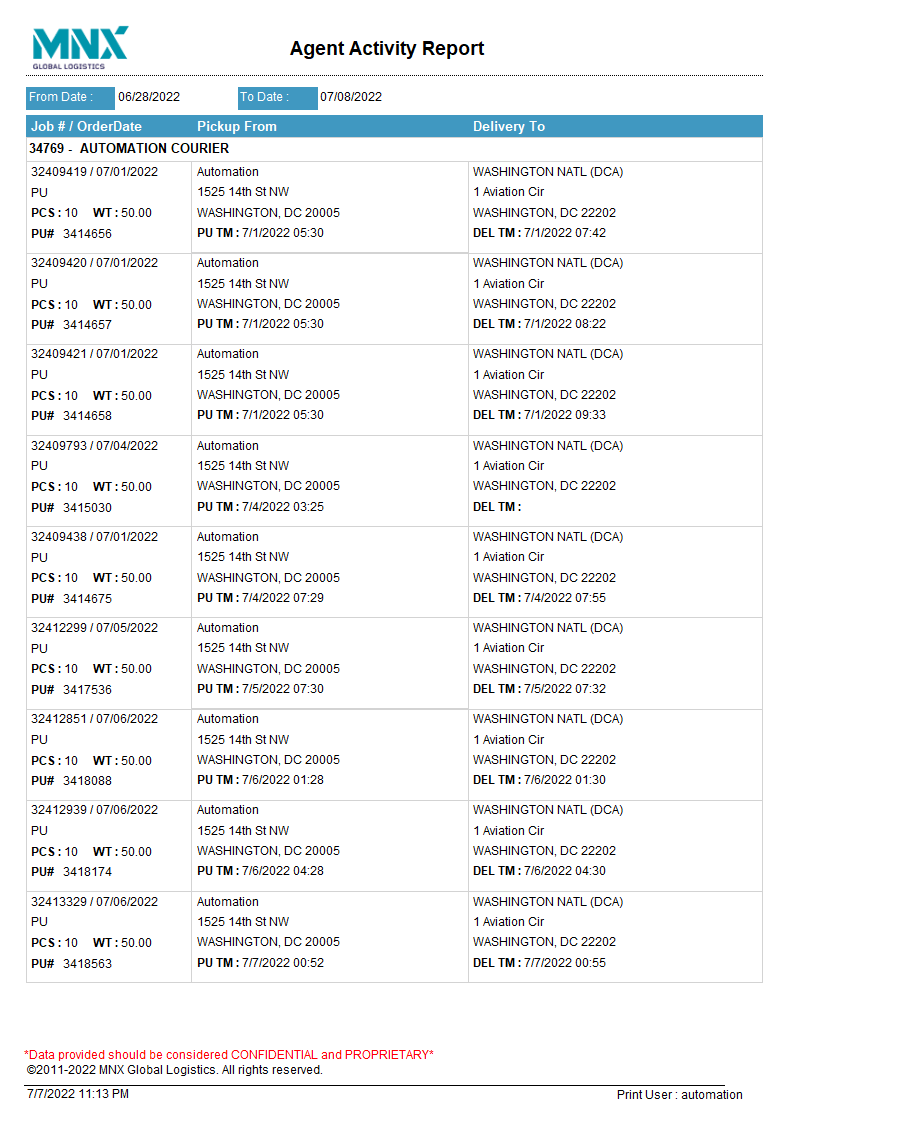 MNX
GLOBAL LOGISTICS
Agent Activity Report
From Date : 06/28/2022 To Date : 07/08/2022
Job # / OrderDate Pickup From Delivery To
34769 - AUTOMATION COURIER
32409419 / 07/01/2022 Automation WASHINGTON NATL (DCA)
PU 1525 14th St NW 1 Aviation Cir
PCS : 10 WT : 50.00 WASHINGTON, DC 20005 WASHINGTON, DC 22202
PU# 3414656 PU TM : 7/1/2022 05:30 DEL TM : 7/1/2022 07:42
32409420 / 07/01/2022 Automation WASHINGTON NATL (DCA)
PU 1525 14th St NW 1 Aviation Cir
PCS : 10 WT : 50.00 WASHINGTON, DC 20005 WASHINGTON, DC 22202
PU# 3414657 PU TM : 7/1/2022 05:30 DEL TM : 7/1/2022 08:22
32409421 / 07/01/2022 Automation WASHINGTON NATL (DCA)
PU 1525 14th St NW 1 Aviation Cir
PCS : 10 WT : 50.00 WASHINGTON, DC 20005 WASHINGTON, DC 22202
PU# 3414658 PU TM : 7/1/2022 05:30 DEL TM : 7/1/2022 09:33
32409793 / 07/04/2022 Automation WASHINGTON NATL (DCA)
PU 1525 14th St NW 1 Aviation Cir
PCS : 10 WT : 50.00 WASHINGTON, DC 20005 WASHINGTON, DC 22202
PU# 3415030 PU TM : 7/4/2022 03:25 DEL TM :
32409438 / 07/01/2022 Automation WASHINGTON NATL (DCA)
PU 1525 14th St NW 1 Aviation Cir
PCS : 10 WT : 50.00 WASHINGTON, DC 20005 WASHINGTON, DC 22202
PU# 3414675 PU TM : 7/4/2022 07:29 DEL TM : 7/4/2022 07:55
32412299 / 07/05/2022 Automation WASHINGTON NATL (DCA)
PU 1525 14th St NW 1 Aviation Cir
PCS : 10 WT : 50.00 WASHINGTON, DC 20005 WASHINGTON, DC 22202
PU# 3417536 PU TM : 7/5/2022 07:30 DEL TM : 7/5/2022 07:32
32412851 / 07/06/2022 Automation WASHINGTON NATL (DCA)
PU 1525 14th St NW 1 Aviation Cir
PCS : 10 WT : 50.00 WASHINGTON, DC 20005 WASHINGTON, DC 22202
PU# 3418088 PU TM : 7/6/2022 01:28 DEL TM : 7/6/2022 01:30
32412939 / 07/06/2022 Automation WASHINGTON NATL (DCA)
PU 1525 14th St NW 1 Aviation Cir
PCS : 10 WT : 50.00 WASHINGTON, DC 20005 WASHINGTON, DC 22202
PU# 3418174 PU TM : 7/6/2022 04:28 DEL TM : 7/6/2022 04:30
32413329 / 07/06/2022 Automation WASHINGTON NATL (DCA)
PU 1525 14th St NW 1 Aviation Cir
PCS : 10 WT : 50.00 WASHINGTON, DC 20005 WASHINGTON, DC 22202
PU# 3418563 PU TM : 7/7/2022 00:52 DEL TM : 7/7/2022 00:55
*Data provided should be considered CONFIDENTIAL and PROPRIETARY*
©2011-2022 MNX Global Logistics. All rights reserved.
7/7/2022 11:13 PM Print User : automation